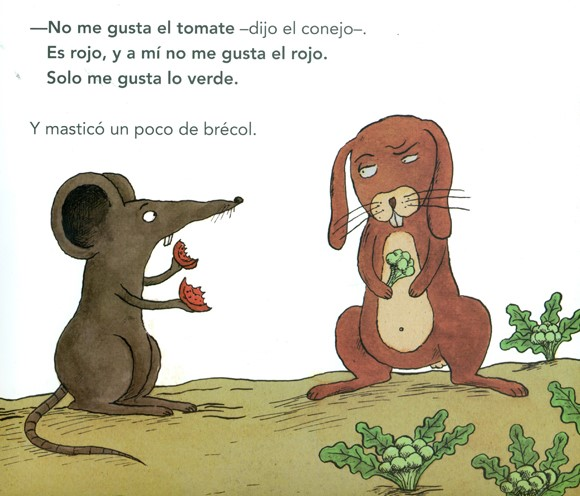 —No me gusta el tomate –dijo el conejo–.
Es rojo, y a mí no me gusta el rojo.
Solo me gusta lo verde.
Y masticó un poco de brécol.